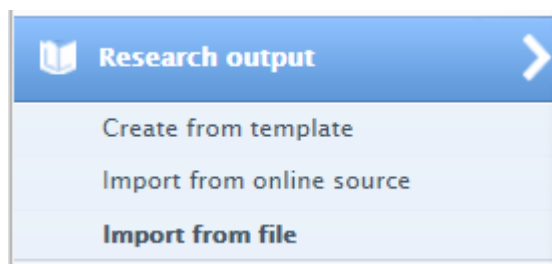 Research output
Create from template
Import from online source
Import from file